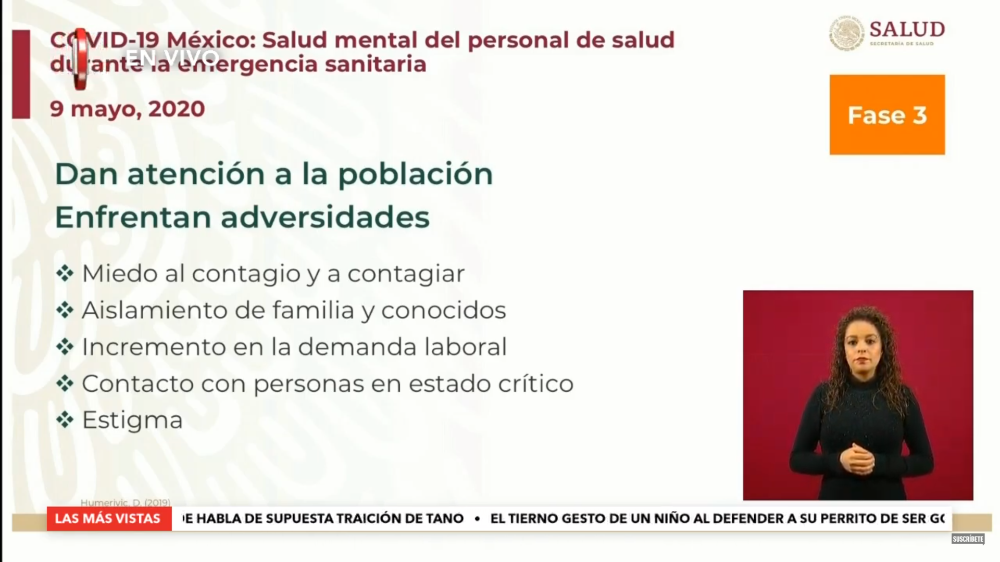 COVID-19 México: Salud mental del personal de salud
durante la emergencia sanitaria
EN VIVO
9 mayo, 2020
SALUD
SECRETARÍA DE SALUD
Fase 3
Dan atención a la población
Enfrentan adversidades
Miedo al contagio y a contagiar
Aislamiento de familia y conocidos
Incremento en la demanda laboral
Contacto con personas en estado crítico
Estigma
Humerivic, D. (2019)
LAS MÁS VISTAS
DE HABLA DE SUPUESTA TRAICIÓN DE TANO • EL TIERNO GESTO DE UN NIÑO AL DEFENDER A SU PERRITO DE SER
SUSCRÍBETE